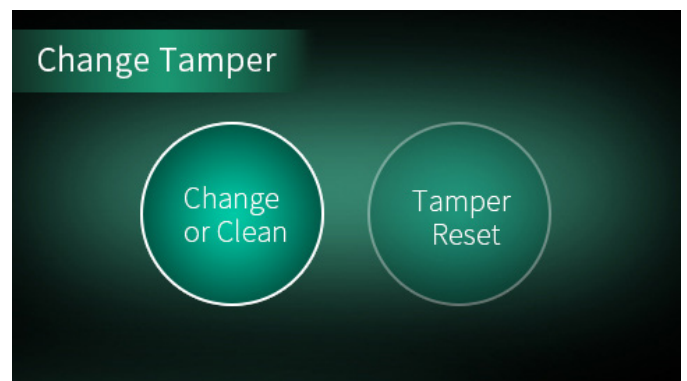 Change Tamper
Change
or Clean
Tamper
Reset